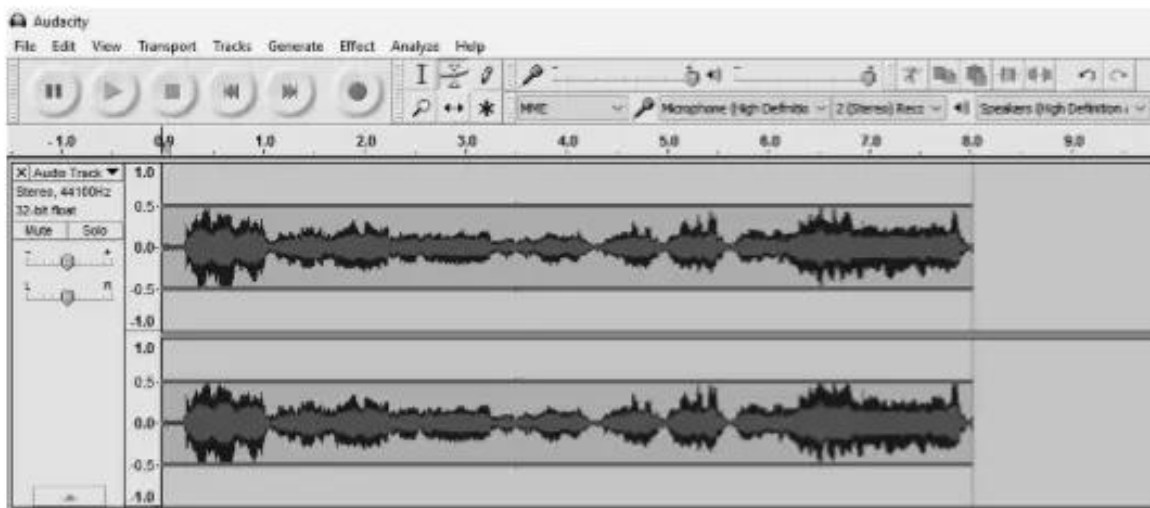 Audacity
File Edit View Transport Tracks Generate Effect Analyze Help
MME Microphone (High Definitio 2 (Stereo) Recc Speakers (High Definition
- 1.0 0.0 1.0 2.0 3.0 4.0 5.0 6.0 7.0 8.0 9.0
X Audio Track 1.0
Stereo, 44100Hz
32-bit float 0.5
Mute Solo
- + 0.0
L R -0.5
-1.0
1.0
0.5
0.0
-0.5
-1.0